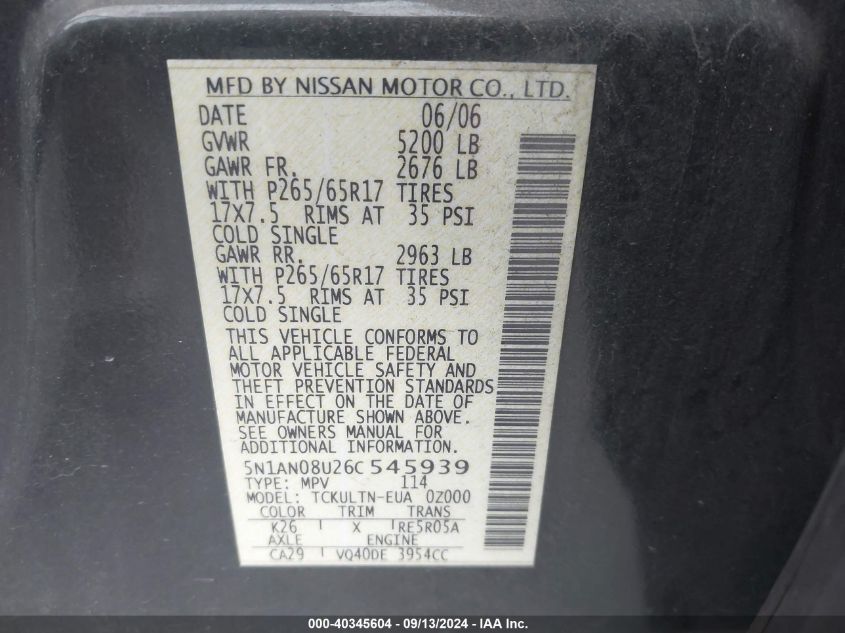 MFD BY NISSAN MOTOR CO., LTD.
DATE 06/06
GVWR 5200 LB
GAWR FR. 2676 LB
WITH P265/65R17 TIRES
17X7.5 RIMS AT 35 PSI
COLD SINGLE
GAWR RR. 2963 LB
WITH P265/65R17 TIRES
17X7.5 RIMS AT 35 PSI
COLD SINGLE
THIS VEHICLE CONFORMS TO
ALL APPLICABLE FEDERAL
MOTOR VEHICLE SAFETY AND
THEFT PREVENTION STANDARDS
IN EFFECT ON THE DATE OF
MANUFACTURE SHOWN ABOVE.
SEE OWNERS MANUAL FOR
ADDITIONAL INFORMATION.
5N1AN08U26C545939
TYPE: MPV 114
MODEL: TCKULTN-EUA 0Z000
COLOR TRIM TRANS
K26 X RE5R05A
AXLE ENGINE
CA29 VQ40DE 3954CC
000-40345604 - 09/13/2024 - IAA Inc.